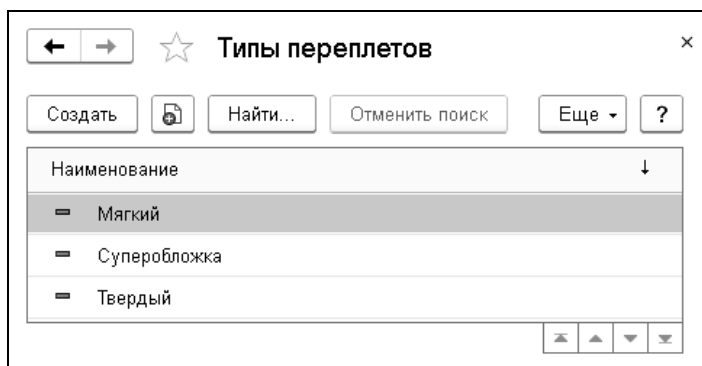 Типы переплетов
Создать Найти... Отменить поиск Еще ?
Наименование
Мягкий
Суперобложка
Твердый